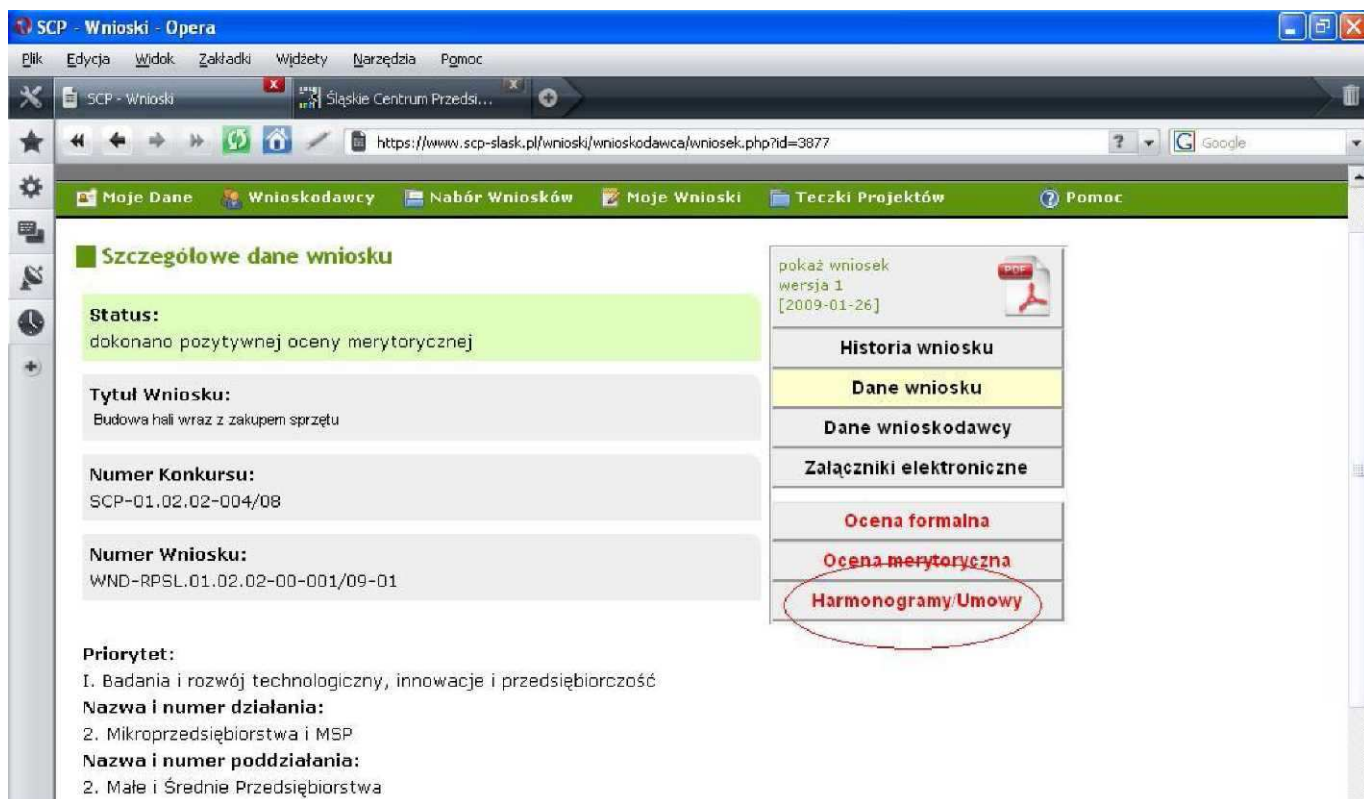 SCP - Wnioski - Opera
Plik Edycja Widok Zakładki Widżety Narzędzia Pomoc
SCP - Wnioski Śląskie Centrum Przedsi...
https://www.scp-slask.pl/wnioski/wnioskodawca/wniosek.php?id=3877 ? Google
Moje Dane Wnioskodawcy Nabór Wniosków Moje Wnioski Teczki Projektów Pomoc
Szczegółowe dane wniosku
Status:
dokonano pozytywnej oceny merytorycznej
Tytuł Wniosku:
Budowa hali wraz z zakupem sprzętu
Numer Konkursu:
SCP-01.02.02-004/08
Numer Wniosku:
WND-RPSL.01.02.02-00-001/09-01
Priorytet:
I. Badania i rozwój technologiczny, innowacje i przedsiębiorczość
Nazwa i numer działania:
2. Mikroprzedsiębiorstwa i MSP
Nazwa i numer poddziałania:
2. Małe i Średnie Przedsiębiorstwa
pokaż wniosek
wersja 1
[2009-01-26]
PDF
Historia wniosku
Dane wniosku
Dane wnioskodawcy
Załączniki elektroniczne
Ocena formalna
Ocena merytoryczna
Harmonogramy/Umowy